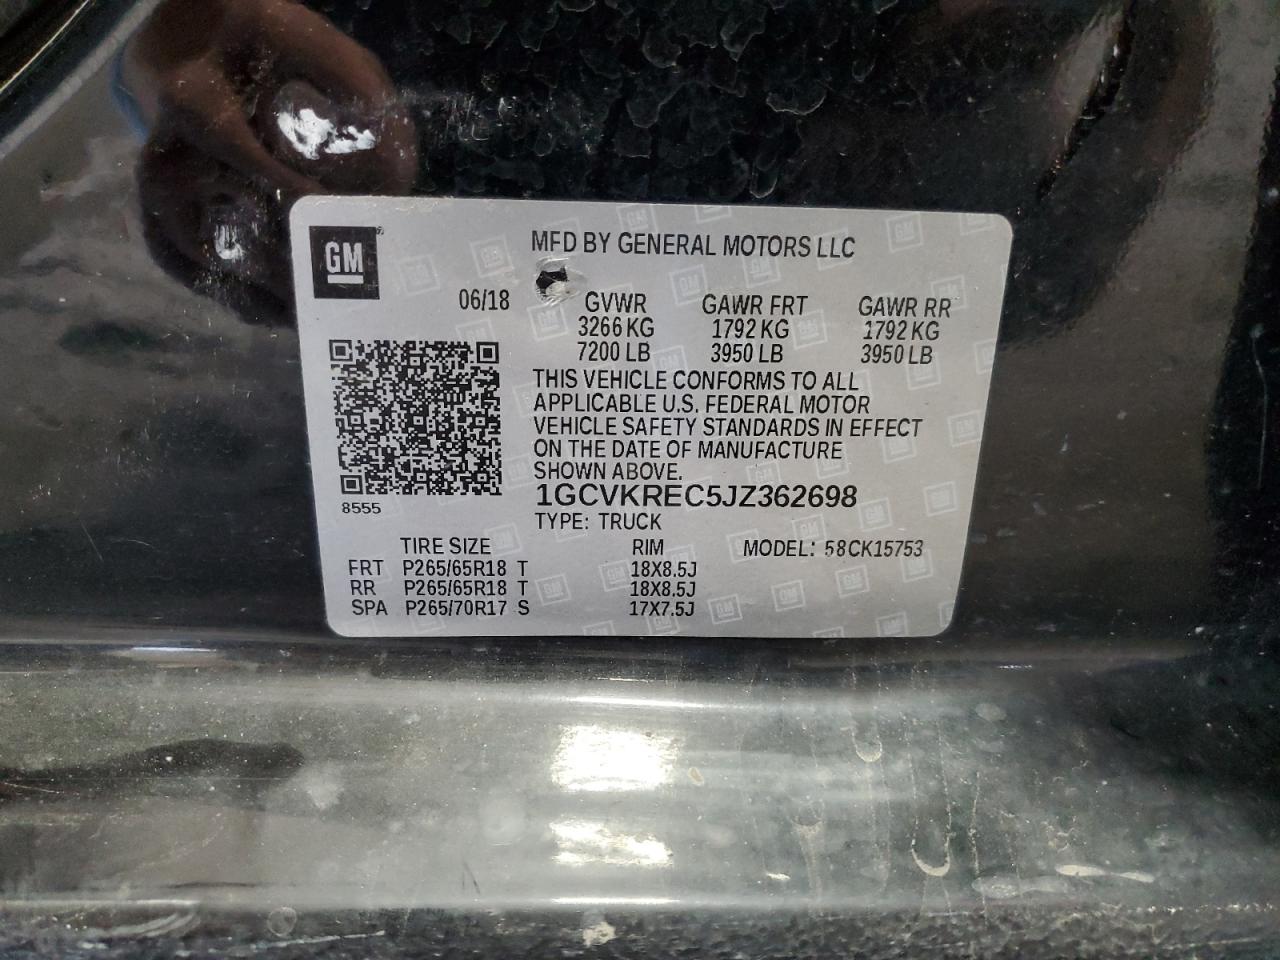 GM
MFD BY GENERAL MOTORS LLC
06/18 GVWR GAWR FRT GAWR RR
3266 KG 1792 KG 1792 KG
7200 LB 3950 LB 3950 LB
THIS VEHICLE CONFORMS TO ALL
APPLICABLE U.S. FEDERAL MOTOR
VEHICLE SAFETY STANDARDS IN EFFECT
ON THE DATE OF MANUFACTURE
SHOWN ABOVE.
1GCVKREC5JZ362698
8555
TYPE: TRUCK
TIRE SIZE RIM MODEL: 58CK15753
FRT P265/65R18 T 18X8.5J
RR P265/65R18 T 18X8.5J
SPA P265/70R17 S 17X7.5J